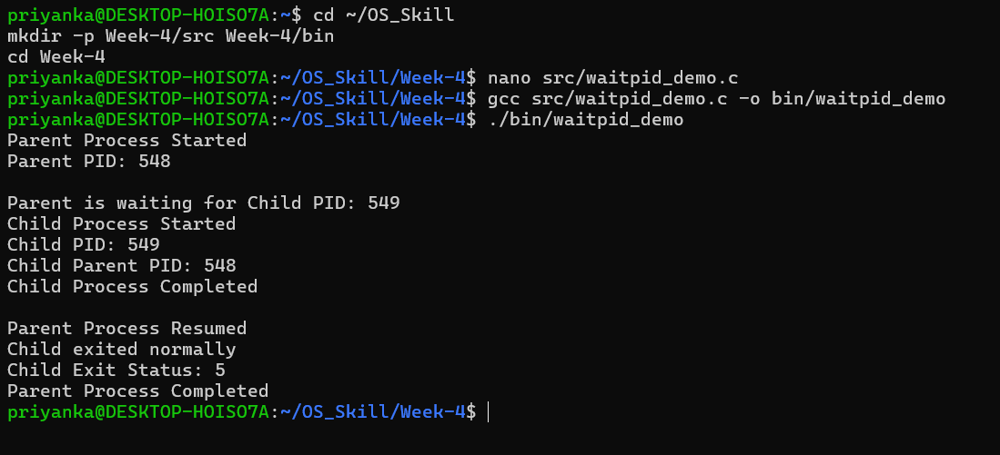 priyanka@DESKTOP-HOISO7A:~$ cd ~/OS_Skill
mkdir -p Week-4/src Week-4/bin
cd Week-4
priyanka@DESKTOP-HOISO7A:~/OS_Skill/Week-4$ nano src/waitpid_demo.c
priyanka@DESKTOP-HOISO7A:~/OS_Skill/Week-4$ gcc src/waitpid_demo.c -o bin/waitpid_demo
priyanka@DESKTOP-HOISO7A:~/OS_Skill/Week-4$ ./bin/waitpid_demo
Parent Process Started
Parent PID: 548

Parent is waiting for Child PID: 549
Child Process Started
Child PID: 549
Child Parent PID: 548
Child Process Completed

Parent Process Resumed
Child exited normally
Child Exit Status: 5
Parent Process Completed
priyanka@DESKTOP-HOISO7A:~/OS_Skill/Week-4$